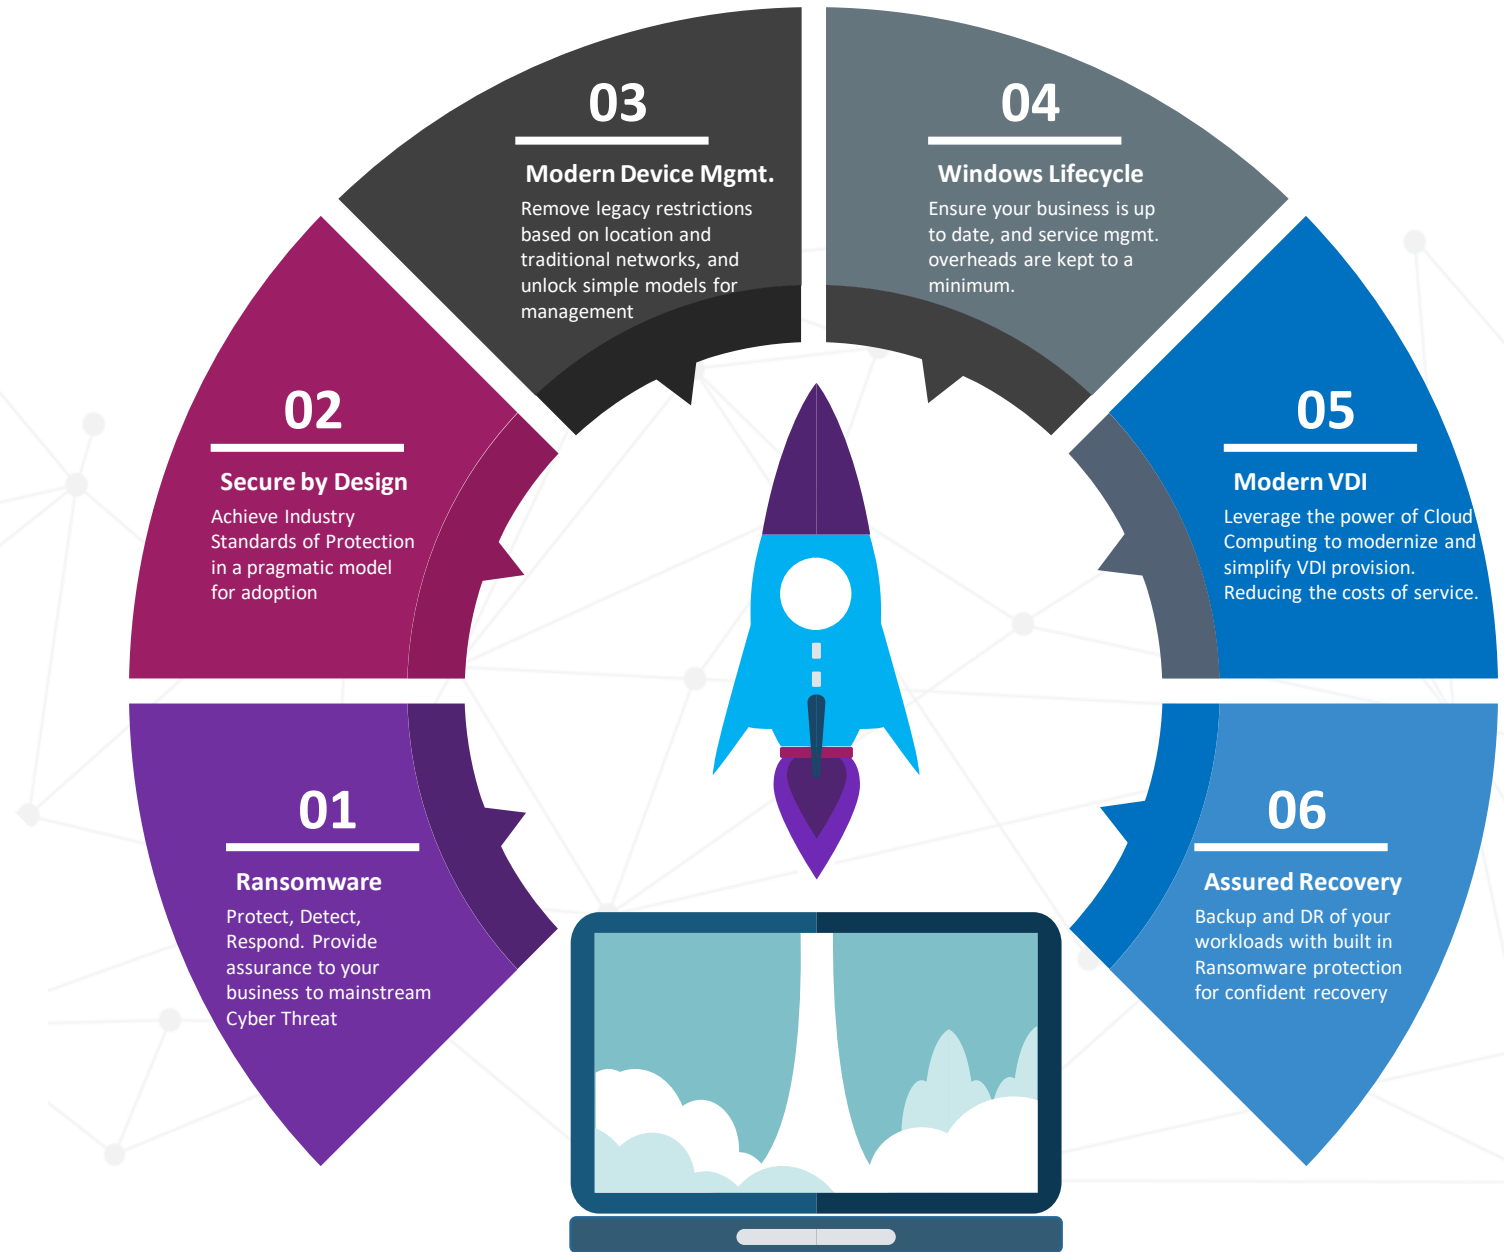 01
Ransomware
Protect, Detect,
Respond. Provide
assurance to your
business to mainstream
Cyber Threat
02
Secure by Design
Achieve Industry
Standards of Protection
in a pragmatic model
for adoption
03
Modern Device Mgmt.
Remove legacy restrictions
based on location and
traditional networks, and
unlock simple models for
management
04
Windows Lifecycle
Ensure your business is up
to date, and service mgmt.
overheads are kept to a
minimum.
05
Modern VDI
Leverage the power of Cloud
Computing to modernize and
simplify VDI provision.
Reducing the costs of service.
06
Assured Recovery
Backup and DR of your
workloads with built in
Ransomware protection
for confident recovery